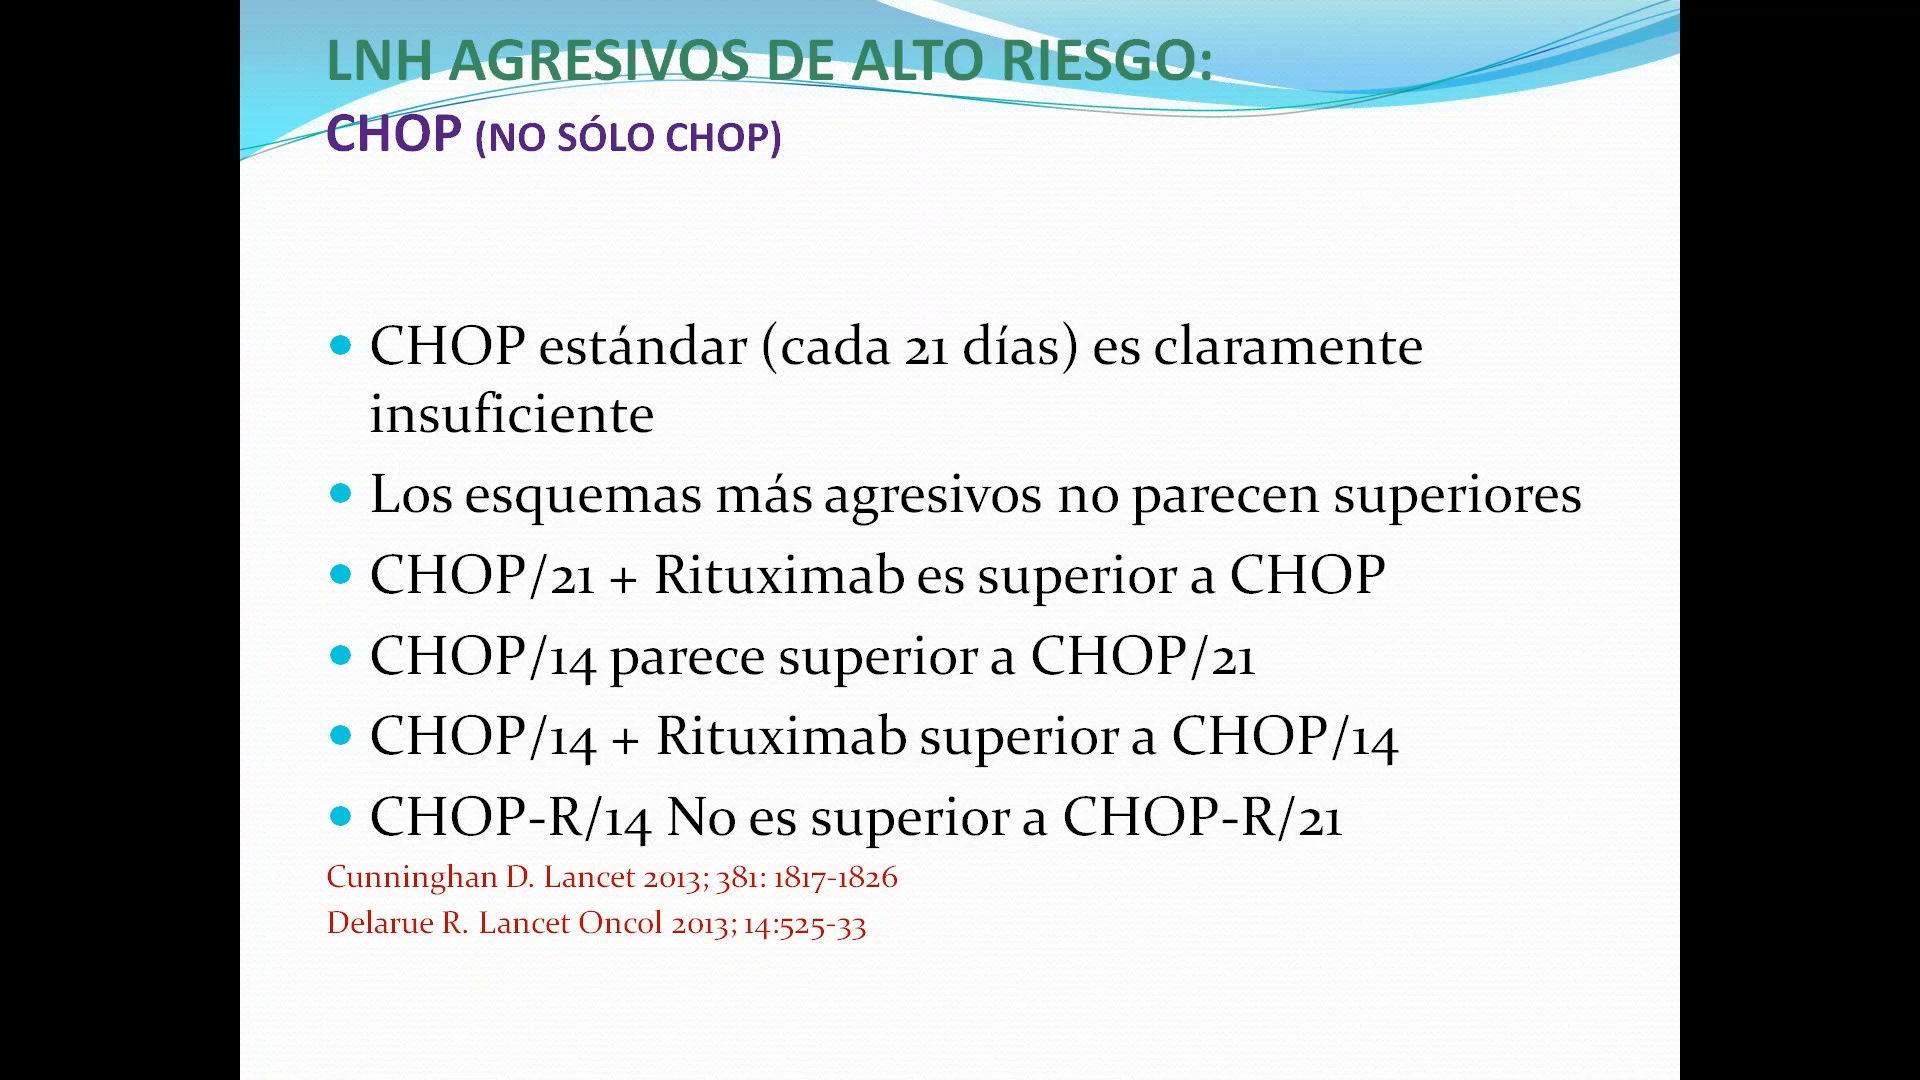 LNH AGRESIVOS DE ALTO RIESGO:
CHOP (NO SÓLO CHOP)
CHOP estándar (cada 21 días) es claramente
insuficiente
Los esquemas más agresivos no parecen superiores
CHOP/21 + Rituximab es superior a CHOP
CHOP/14 parece superior a CHOP/21
CHOP/14 + Rituximab superior a CHOP/14
CHOP-R/14 No es superior a CHOP-R/21
Cunninghan D. Lancet 2013; 381: 1817-1826
Delarue R. Lancet Oncol 2013; 14:525-33